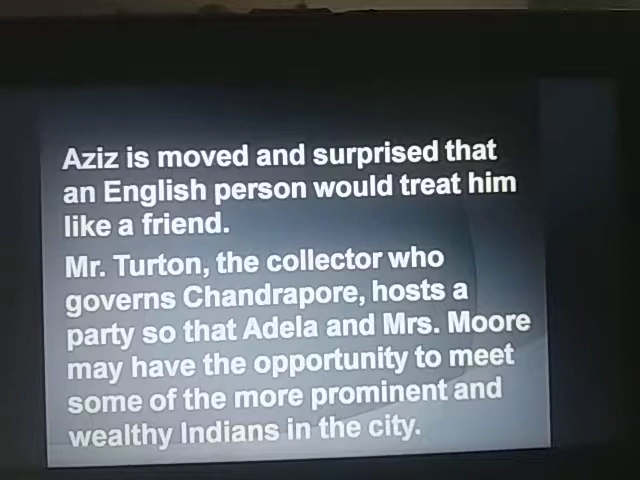 Aziz is moved and surprised that
an English person would treat him
like a friend.
Mr. Turton, the collector who
governs Chandrapore, hosts a
party so that Adela and Mrs. Moore
may have the opportunity to meet
some of the more prominent and
wealthy Indians in the city.